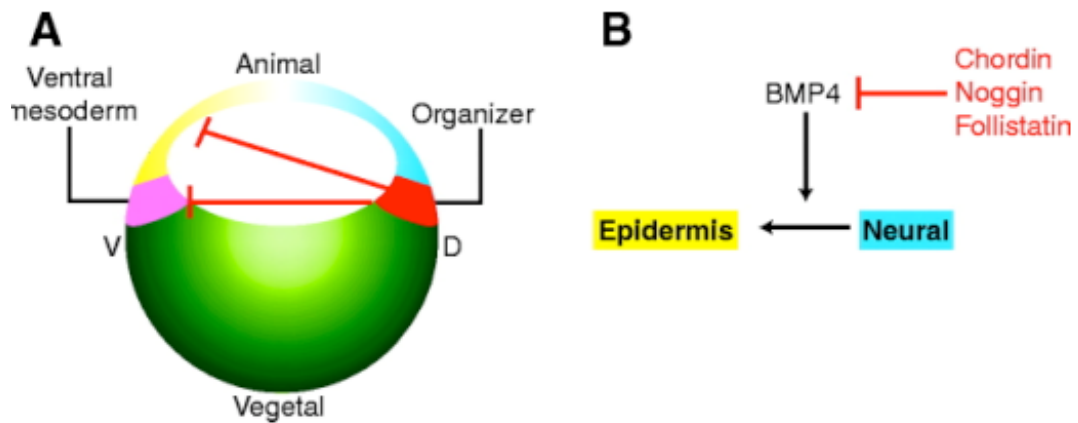 A
Animal
Ventral
mesoderm
Organizer
V
D
Vegetal
B
BMP4
Chordin
Noggin
Follistatin
Epidermis
Neural